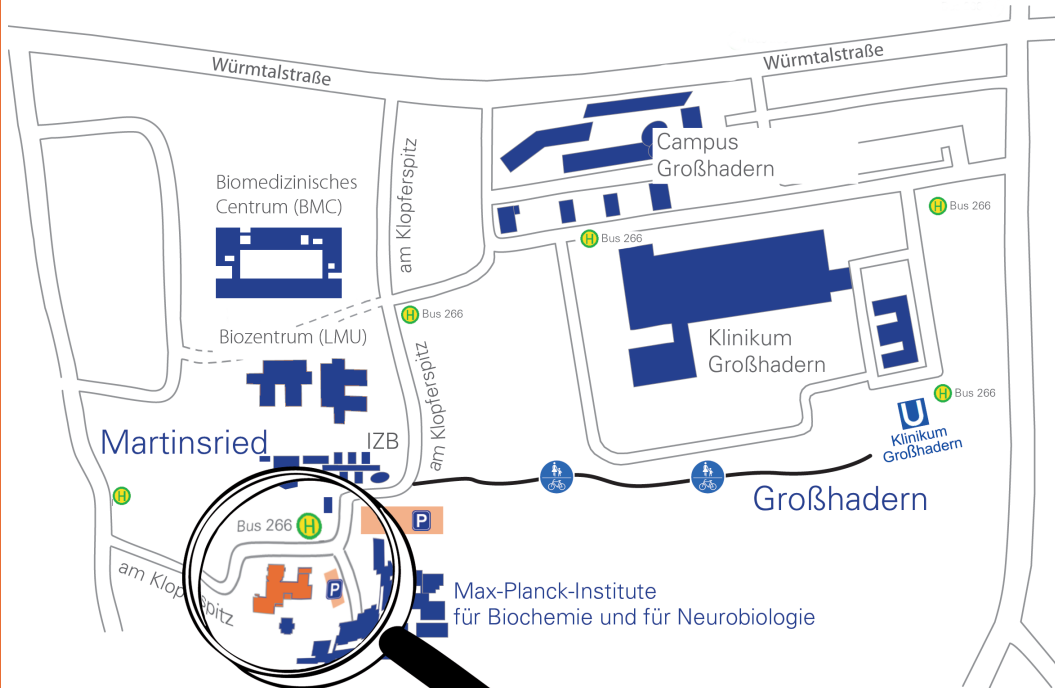 Würmtalstraße
Würmtalstraße
am Klopferspitz
Campus
Großhadern
Biomedizinisches
Centrum (BMC)
H Bus 266
H Bus 266
H Bus 266
Biozentrum (LMU)
am Klopferspitz
Klinikum
Großhadern
H Bus 266
U
Klinikum
Großhadern
Martinsried
IZB
H
Großhadern
Bus 266 H
P
am Klopferspitz
P
Max-Planck-Institute
für Biochemie und für Neurobiologie